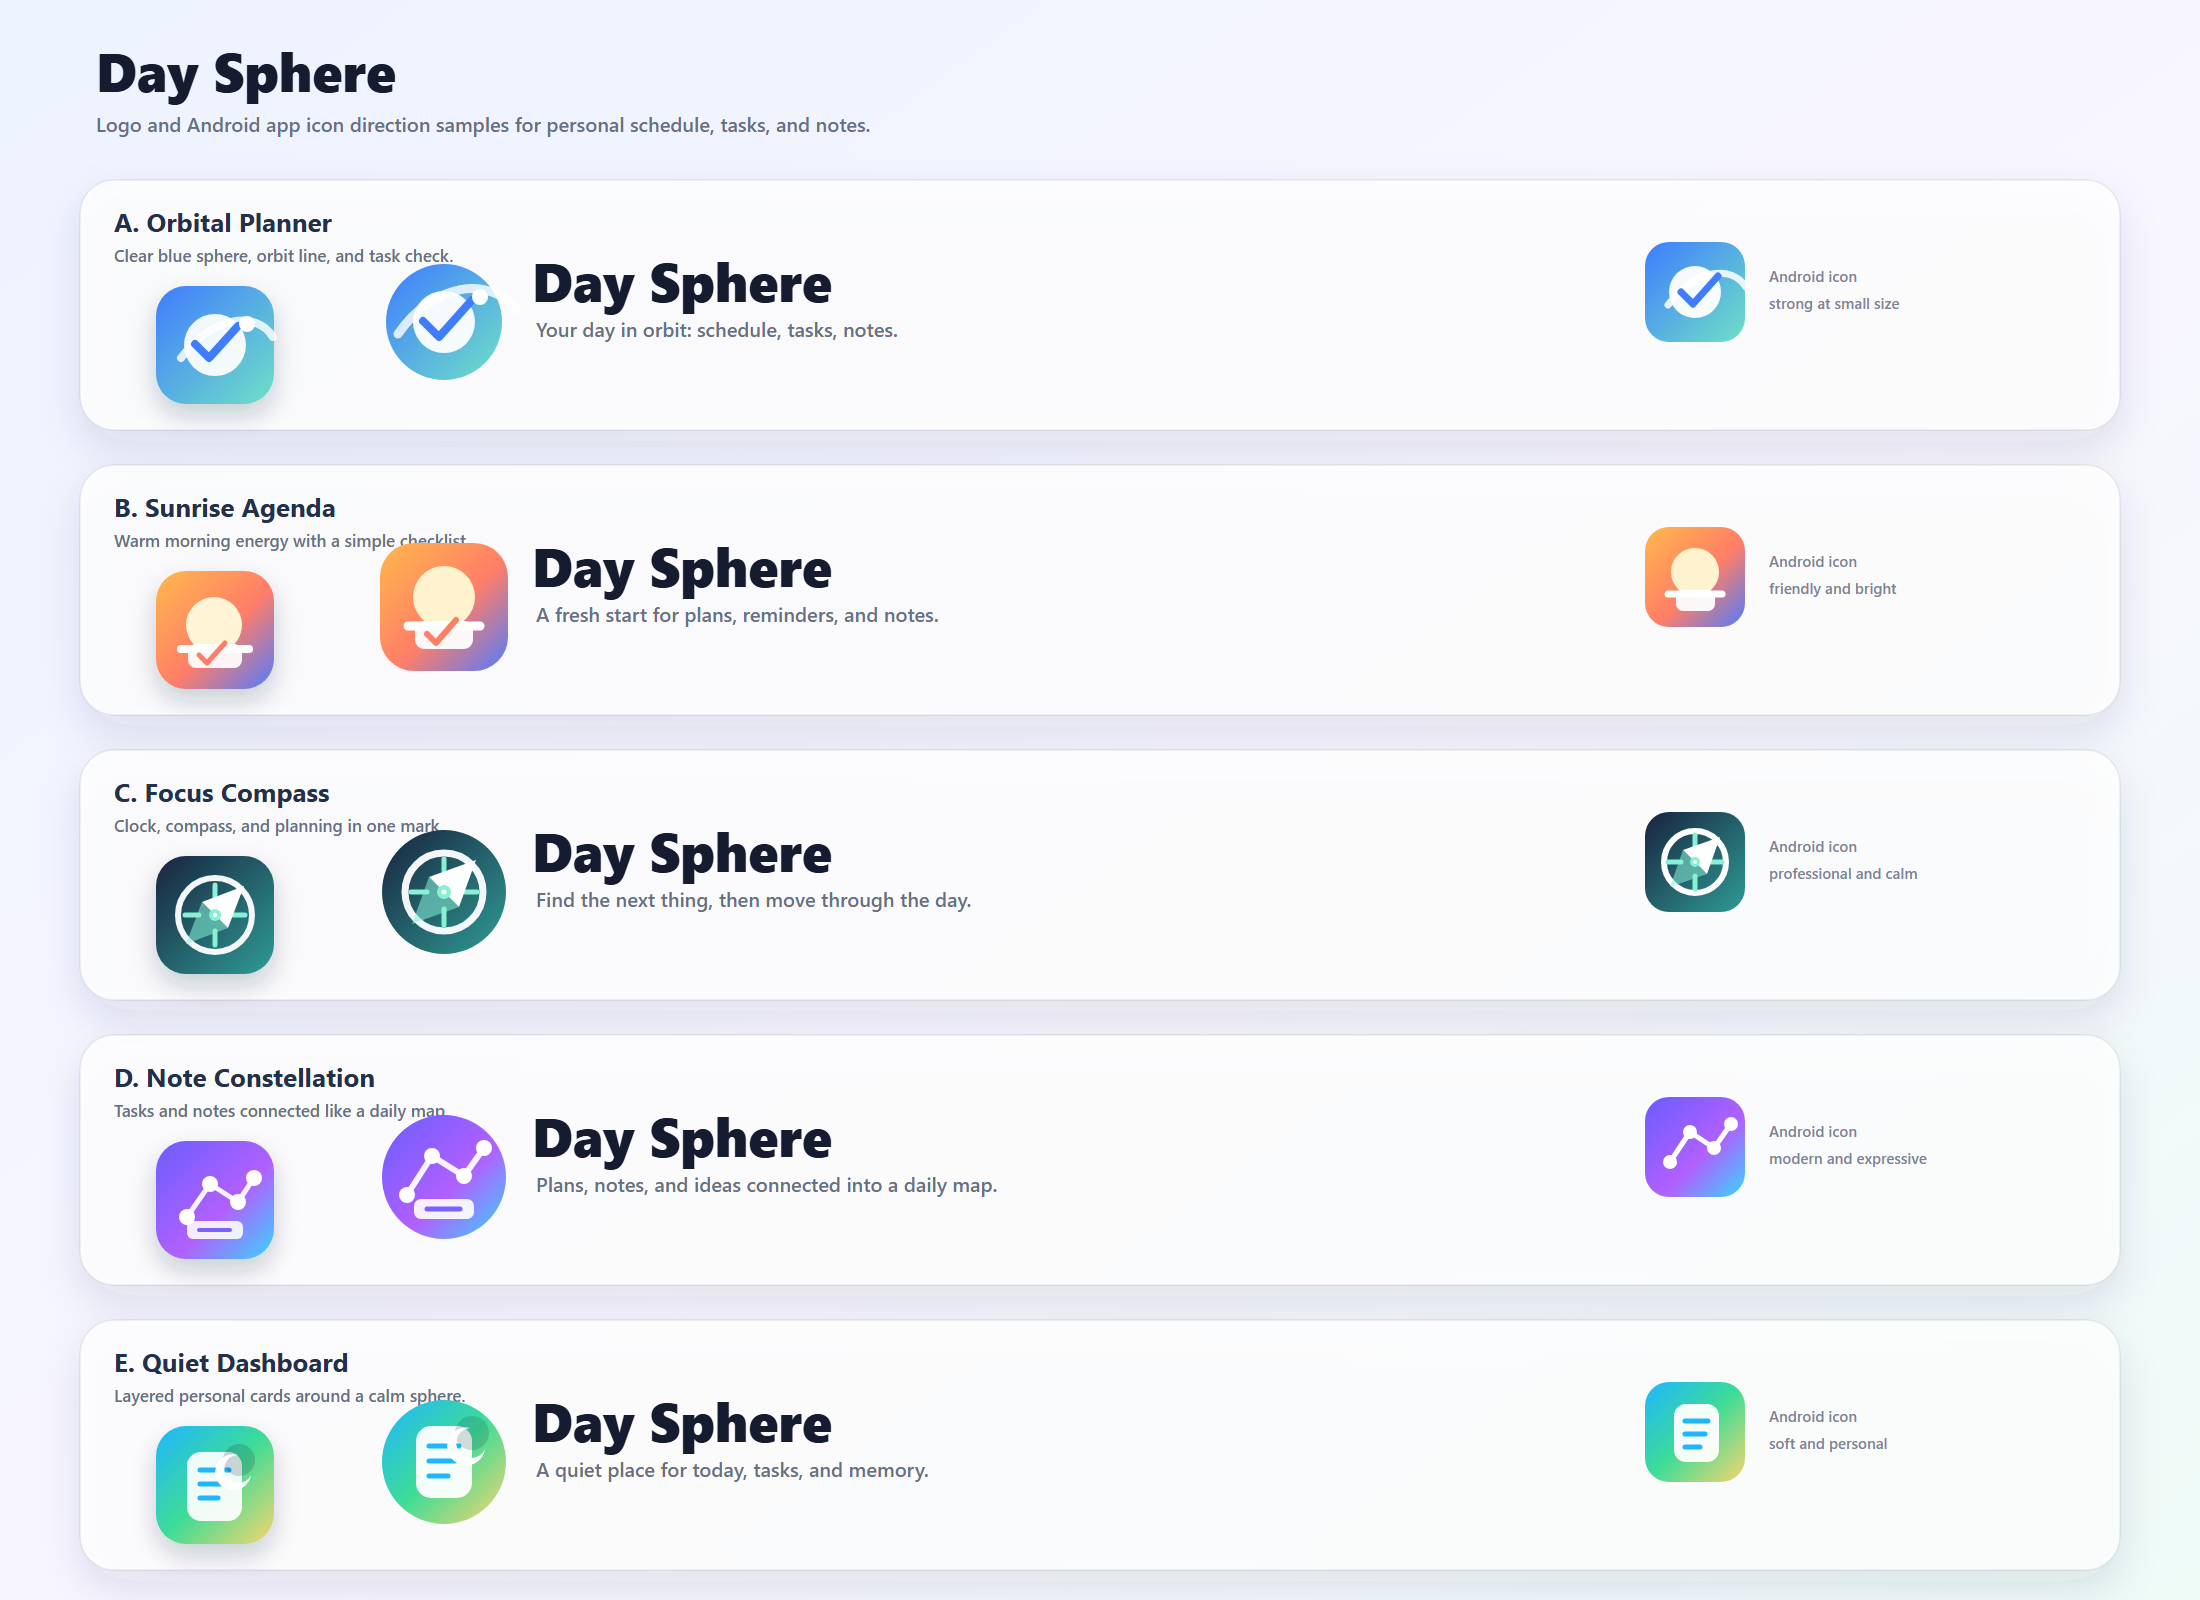 Day Sphere
Logo and Android app icon direction samples for personal schedule, tasks, and notes.
A. Orbital Planner
Clear blue sphere, orbit line, and task check.
Day Sphere
Your day in orbit: schedule, tasks, notes.
Android icon
strong at small size
B. Sunrise Agenda
Warm morning energy with a simple checklist
Day Sphere
A fresh start for plans, reminders, and notes.
Android icon
friendly and bright
C. Focus Compass
Clock, compass, and planning in one mark
Day Sphere
Find the next thing, then move through the day.
Android icon
professional and calm
D. Note Constellation
Tasks and notes connected like a daily map
Day Sphere
Plans, notes, and ideas connected into a daily map.
Android icon
modern and expressive
E. Quiet Dashboard
Layered personal cards around a calm sphere.
Day Sphere
A quiet place for today, tasks, and memory.
Android icon
soft and personal